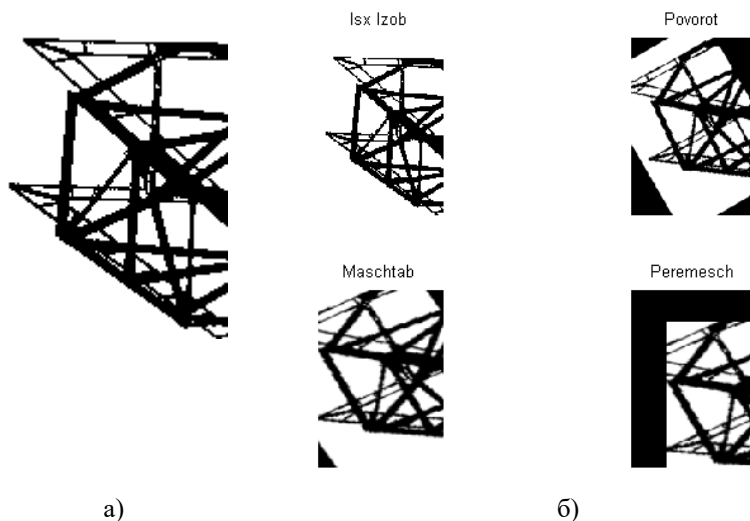 Isx Izob
Povorot
Maschtab
Peremesch
а)
б)